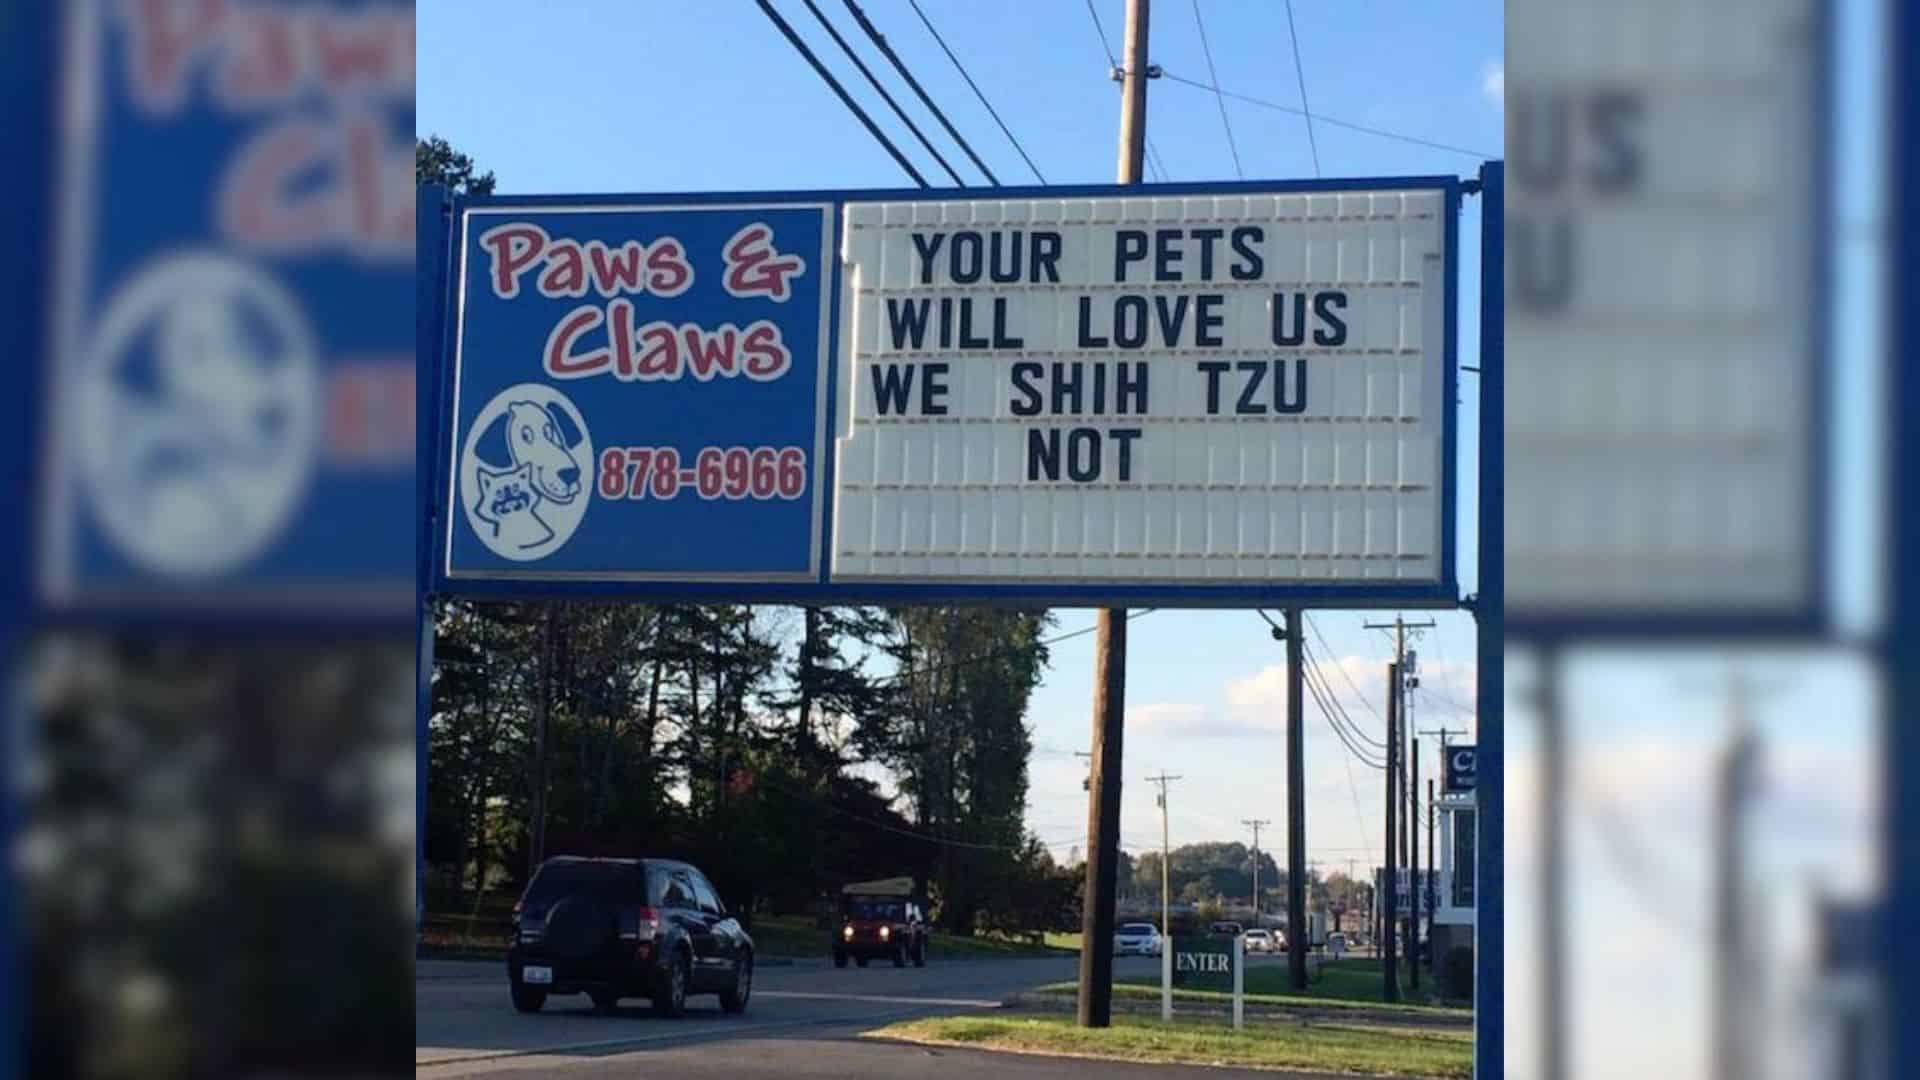 Paws &
Claws
878-6966
YOUR PETS
WILL LOVE US
WE SHIH TZU
NOT
ENTER